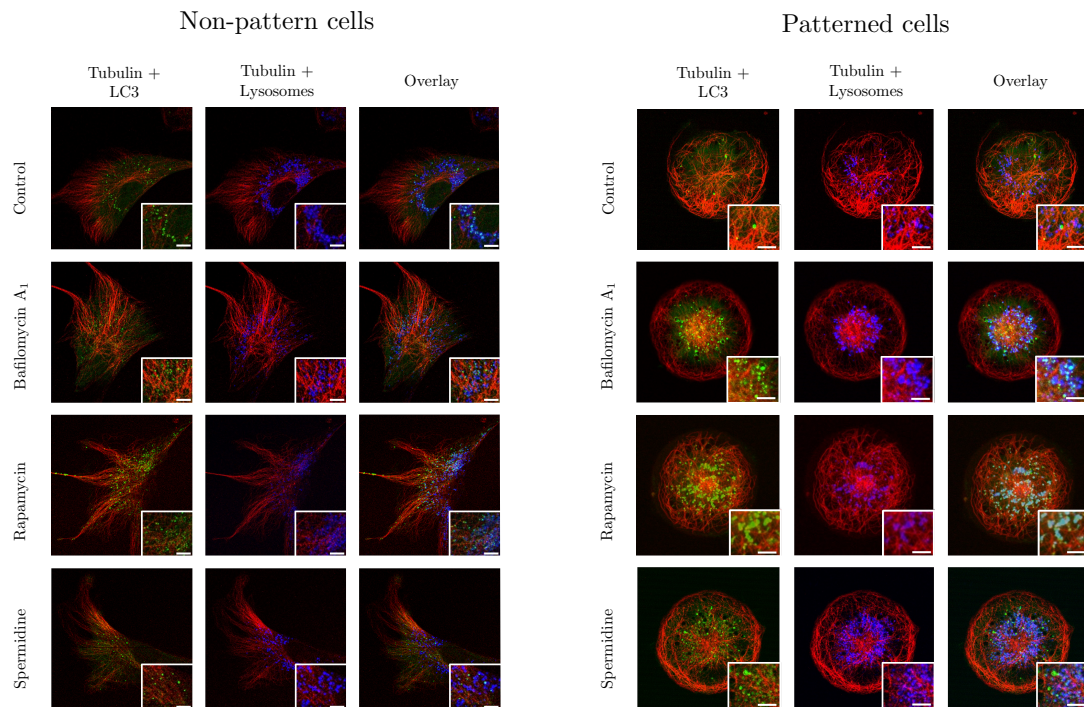 Non-pattern cells
Patterned cells
Tubulin +
LC3
Tubulin +
Lysosomes
Overlay
Tubulin +
LC3
Tubulin +
Lysosomes
Overlay
Control
Control
Bafilomycin A₁
Bafilomycin A₁
Rapamycin
Rapamycin
Spermidine
Spermidine